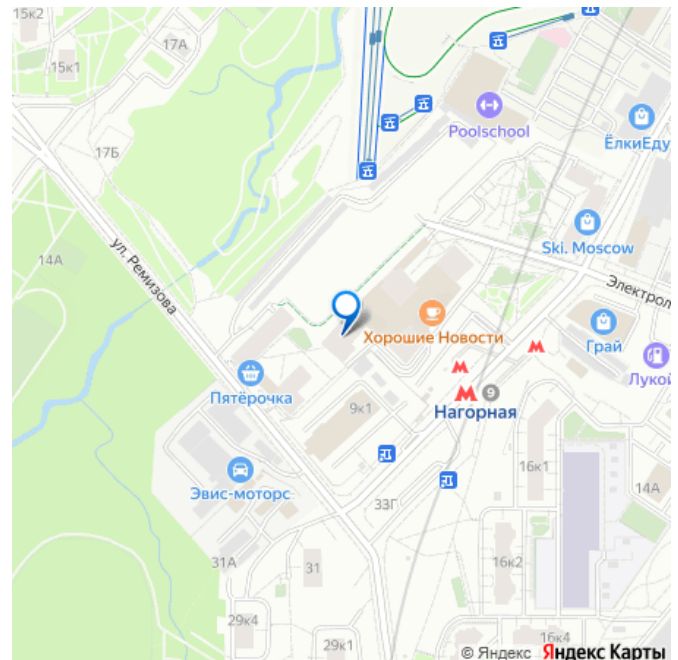 15к2
17А
15к1
17Б
Poolschool
ЁлкиЕду
ул. Ремизова
14А
Ski. Moscow
Электрол
Хорошие Новости
Грай
Лукой
Пятёрочка
9к1
Нагорная
9
Эвис-моторс
16к1
14А
33Г
31А
31
16к2
29к4
29к1
16к4
© Яндекс Яндекс Карты